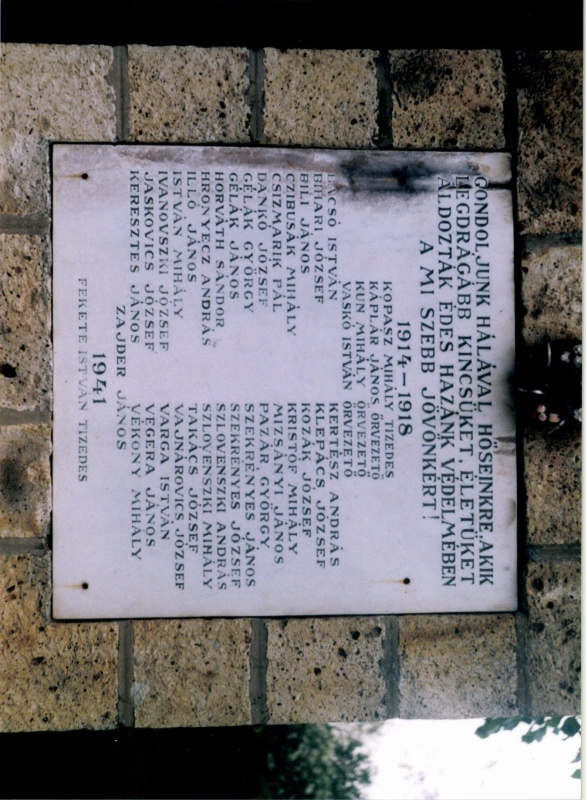 GONDOLJUNK HÁLÁVAL HŐSEINKRE, AKIK
LEGDRÁGÁBB KINCSÜKET, ÉLETÜKET
ÁLDOZTÁK ÉDES HAZÁNK VÉDELMÉBEN
A MI SZEBB JÖVŐNKÉRT!
1914–1918
KOPASZ MIHÁLY TIZEDES
KÁPLÁR JÁNOS ŐRVEZETŐ
KUN MIHÁLY ŐRVEZETŐ
VASKÓ ISTVÁN ŐRVEZETŐ
BACSÓ ISTVÁN KERTÉSZ ANDRÁS
BIHARI JÓZSEF KLEPÁCS JÓZSEF
BILI JÁNOS KOZÁK JÓZSEF
CZIBUSÁK MIHÁLY KRISTÓF MIHÁLY
CSIZMARIK PÁL MIZSÁNYI JÁNOS
DANKÓ JÓZSEF PAZÁR GYÖRGY
GÉLÁK GYÖRGY SZEKRÉNYES JÁNOS
GÉLÁK JÁNOS SZEKRÉNYES JÓZSEF
HORVÁTH SÁNDOR SZLOVENSZKI ANDRÁS
HRONYECZ ANDRÁS SZLOVENSZKI MIHÁLY
ILLÓ JÁNOS TAKÁCS JÓZSEF
ISTVÁN MIHÁLY VAJNÁROVICS JÓZSEF
IVANOVSZKI JÓZSEF VARGA ISTVÁN
JASKOVICS JÓZSEF VEGERA JÁNOS
KERESZTES JÁNOS VÉKONY MIHÁLY
ZAJDER JÁNOS
1941
FEKETE ISTVÁN TIZEDES